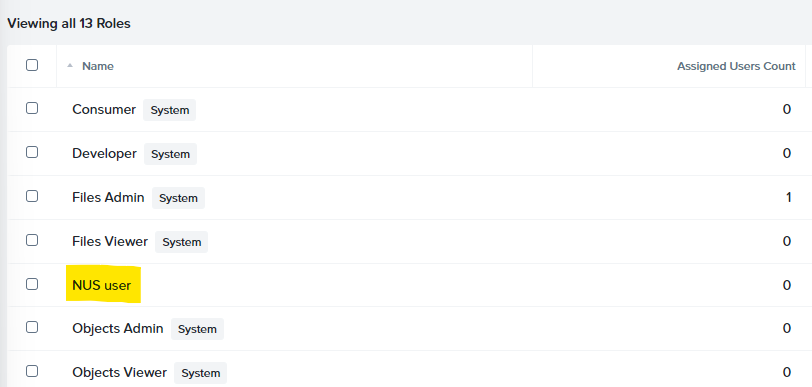 Viewing all 13 Roles
Name Assigned Users Count
Consumer System 0
Developer System 0
Files Admin System 1
Files Viewer System 0
NUS user 0
Objects Admin System 0
Objects Viewer System 0